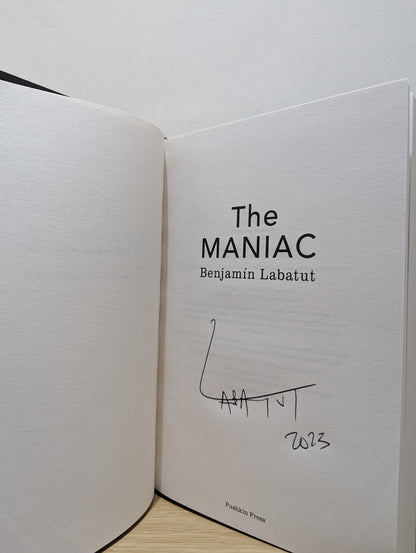 The
MANIAC
Benjamín Labatut
LABATUT
2023
Pushkin Press